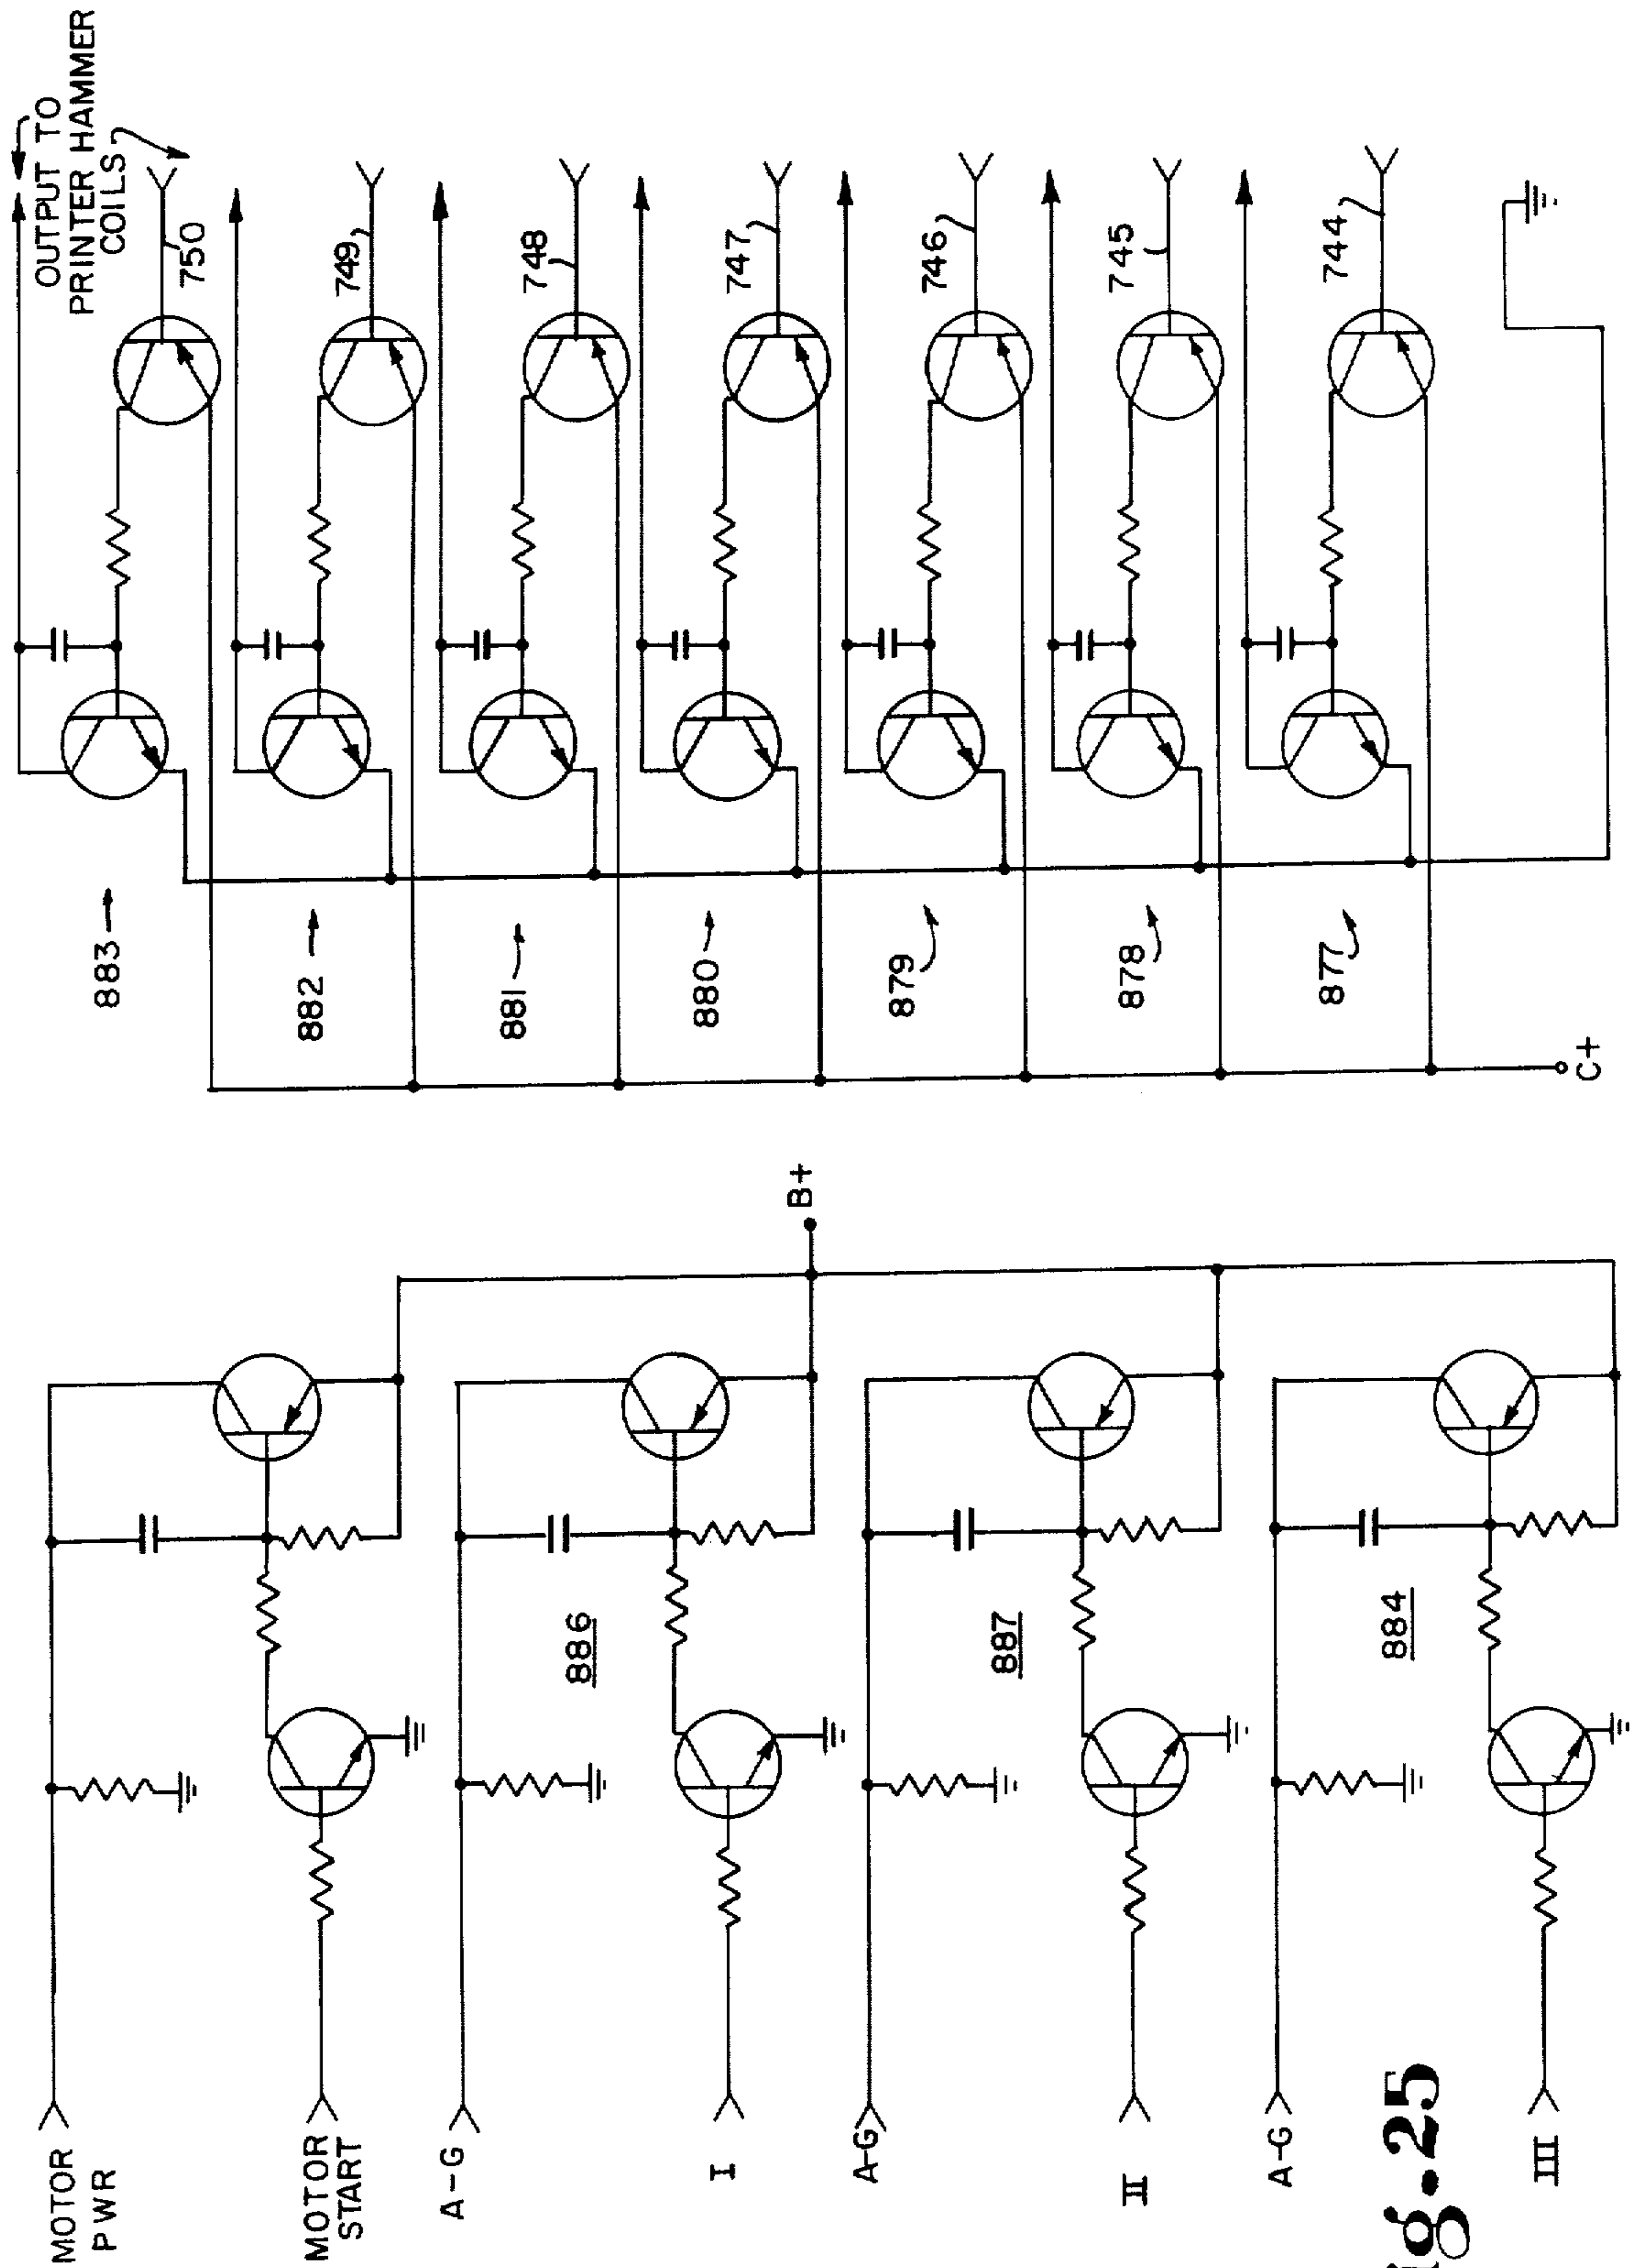 OUTPUT TO
PRINTER HAMMER
COILS
750
749
748
747
746
745
744
883
882
881
880
879
878
877
C+
B+
886
887
884
MOTOR
PWR
MOTOR
START
A-G
I
A-G
II
A-G
III
ig.25